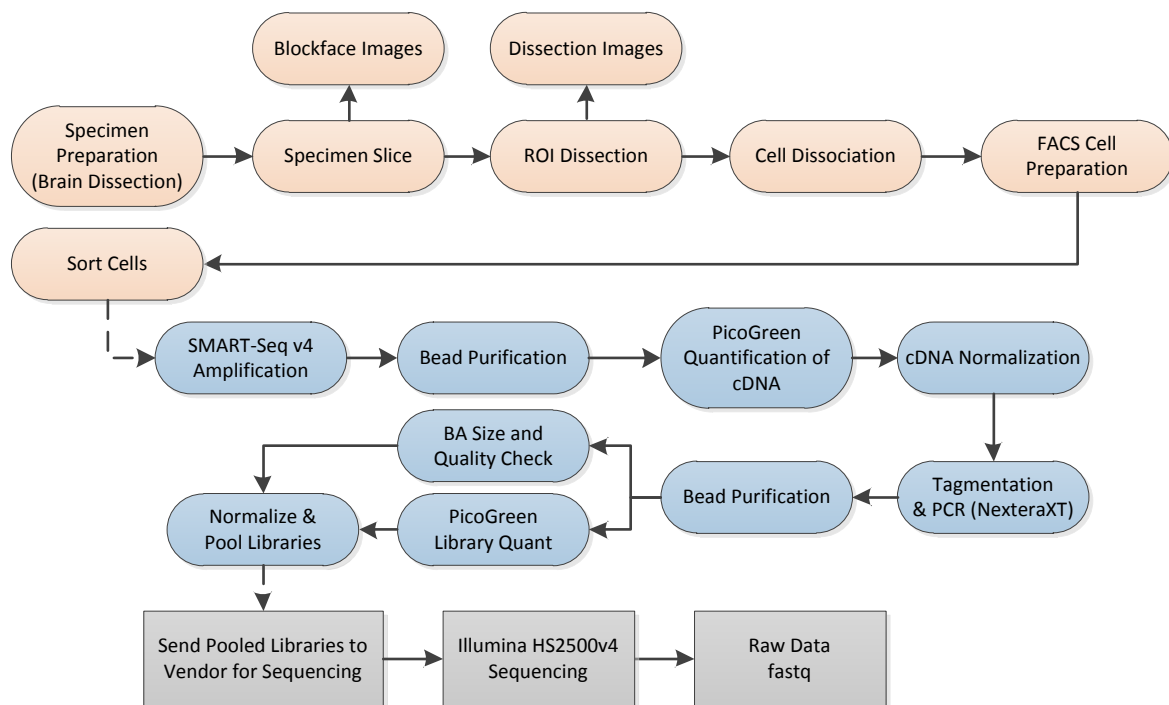 Blockface Images
Dissection Images
Specimen
Preparation
(Brain Dissection)
Specimen Slice
ROI Dissection
Cell Dissociation
FACS Cell
Preparation
Sort Cells
SMART-Seq v4
Amplification
Bead Purification
PicoGreen
Quantification of
cDNA
cDNA Normalization
BA Size and
Quality Check
Bead Purification
Tagmentation
& PCR (NexteraXT)
Normalize &
Pool Libraries
PicoGreen
Library Quant
Send Pooled Libraries to
Vendor for Sequencing
Illumina HS2500v4
Sequencing
Raw Data
fastq